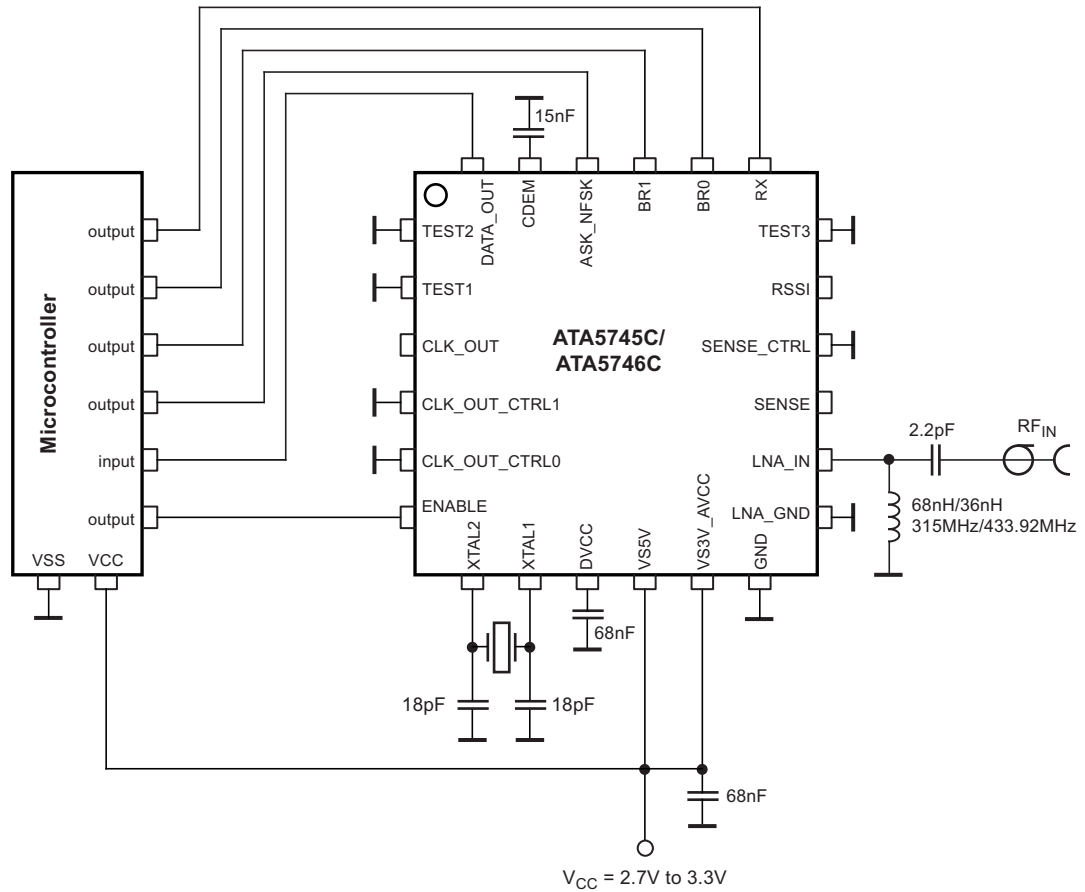 15nF
DATA_OUT
CDEM
ASK_NFSK
BR1
BR0
RX
Microcontroller
output
output
output
output
input
output
VSS
VCC
TEST2
TEST1
CLK_OUT
CLK_OUT_CTRL1
CLK_OUT_CTRL0
ENABLE
ATA5745C/
ATA5746C
TEST3
RSSI
SENSE_CTRL
SENSE
LNA_IN
LNA_GND
XTAL2
XTAL1
DVCC
VS5V
VS3V_AVCC
GND
2.2pF
RFIN
68nH/36nH
315MHz/433.92MHz
68nF
18pF
18pF
68nF
VCC = 2.7V to 3.3V